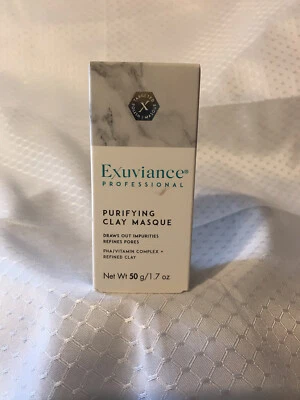 X
Exuviance®
PROFESSIONAL
PURIFYING
CLAY MASQUE
DRAWS OUT IMPURITIES
REFINES PORES
PHA/VITAMIN COMPLEX +
REFINED CLAY
Net Wt 50 g/1.7 oz